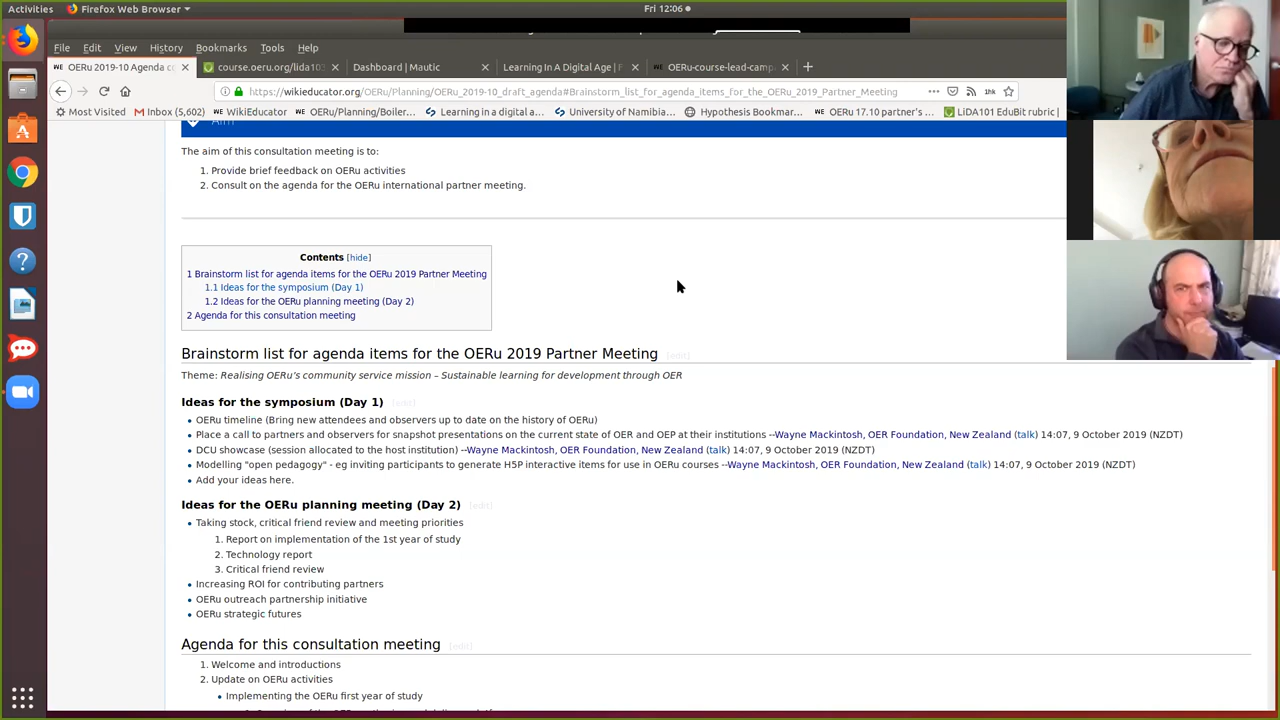 Activities Firefox Web Browser Fri 12:06
File Edit View History Bookmarks Tools Help
OERu 2019-10 Agenda co course.oeru.org/lida103 Dashboard | Mautic Learning In A Digital Age | OERu-course-lead-camp
https://wikieducator.org/OERu/Planning/OERu_2019-10_draft_agenda#Brainstorm_list_for_agenda_items_for_the_OERu_2019_Partner_Meeting
Most Visited Inbox (5,602) WikiEducator OERu/Planning/Boiler... Learning in a digital a... University of Namibia:... Hypothesis Bookmar... OERu 17.10 partner's ... LiDA101 EduBit rubric |
Aim
The aim of this consultation meeting is to:
1. Provide brief feedback on OERu activities
2. Consult on the agenda for the OERu international partner meeting.
Contents [hide]
1 Brainstorm list for agenda items for the OERu 2019 Partner Meeting
1.1 Ideas for the symposium (Day 1)
1.2 Ideas for the OERu planning meeting (Day 2)
2 Agenda for this consultation meeting
Brainstorm list for agenda items for the OERu 2019 Partner Meeting [edit]
Theme: Realising OERu's community service mission – Sustainable learning for development through OER
Ideas for the symposium (Day 1) [edit]
OERu timeline (Bring new attendees and observers up to date on the history of OERu)
Place a call to partners and observers for snapshot presentations on the current state of OER and OEP at their institutions --Wayne Mackintosh, OER Foundation, New Zealand (talk) 14:07, 9 October 2019 (NZDT)
DCU showcase (session allocated to the host institution) --Wayne Mackintosh, OER Foundation, New Zealand (talk) 14:07, 9 October 2019 (NZDT)
Modelling "open pedagogy" - eg inviting participants to generate H5P interactive items for use in OERu courses --Wayne Mackintosh, OER Foundation, New Zealand (talk) 14:07, 9 October 2019 (NZDT)
Add your ideas here.
Ideas for the OERu planning meeting (Day 2) [edit]
Taking stock, critical friend review and meeting priorities
1. Report on implementation of the 1st year of study
2. Technology report
3. Critical friend review
Increasing ROI for contributing partners
OERu outreach partnership initiative
OERu strategic futures
Agenda for this consultation meeting [edit]
1. Welcome and introductions
2. Update on OERu activities
Implementing the OERu first year of study